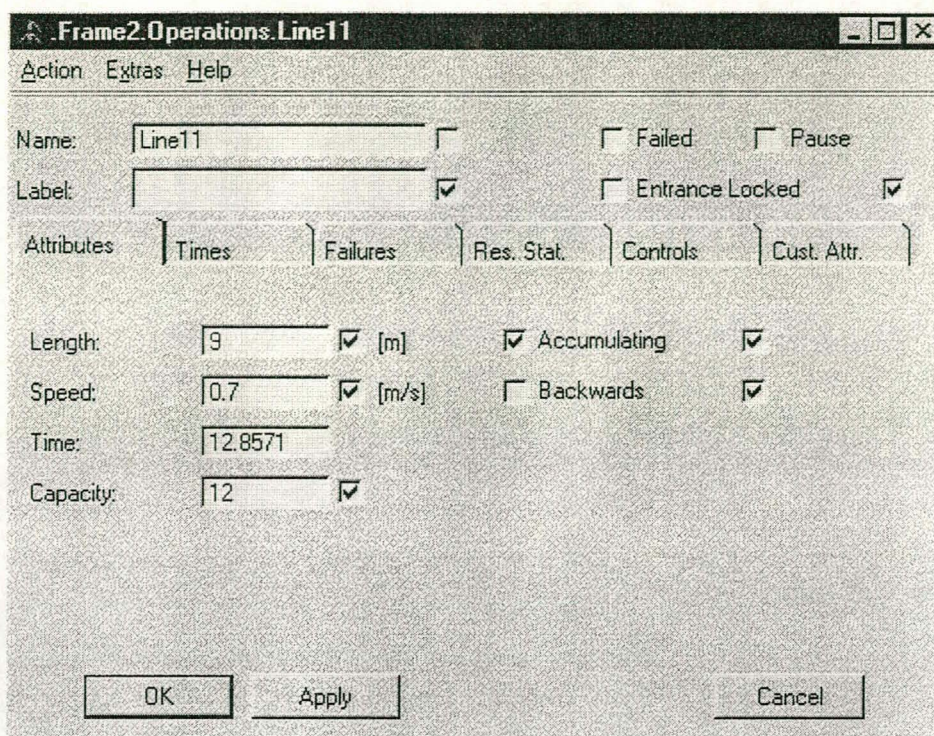 .Frame2.Operations.Line11
Action Extras Help
Name: Line11 Failed Pause
Label: Entrance Locked
Attributes Times Failures Res. Stat. Controls Cust. Attr.
Length: 9 [m] Accumulating
Speed: 0.7 [m/s] Backwards
Time: 12.8571
Capacity: 12
OK Apply Cancel